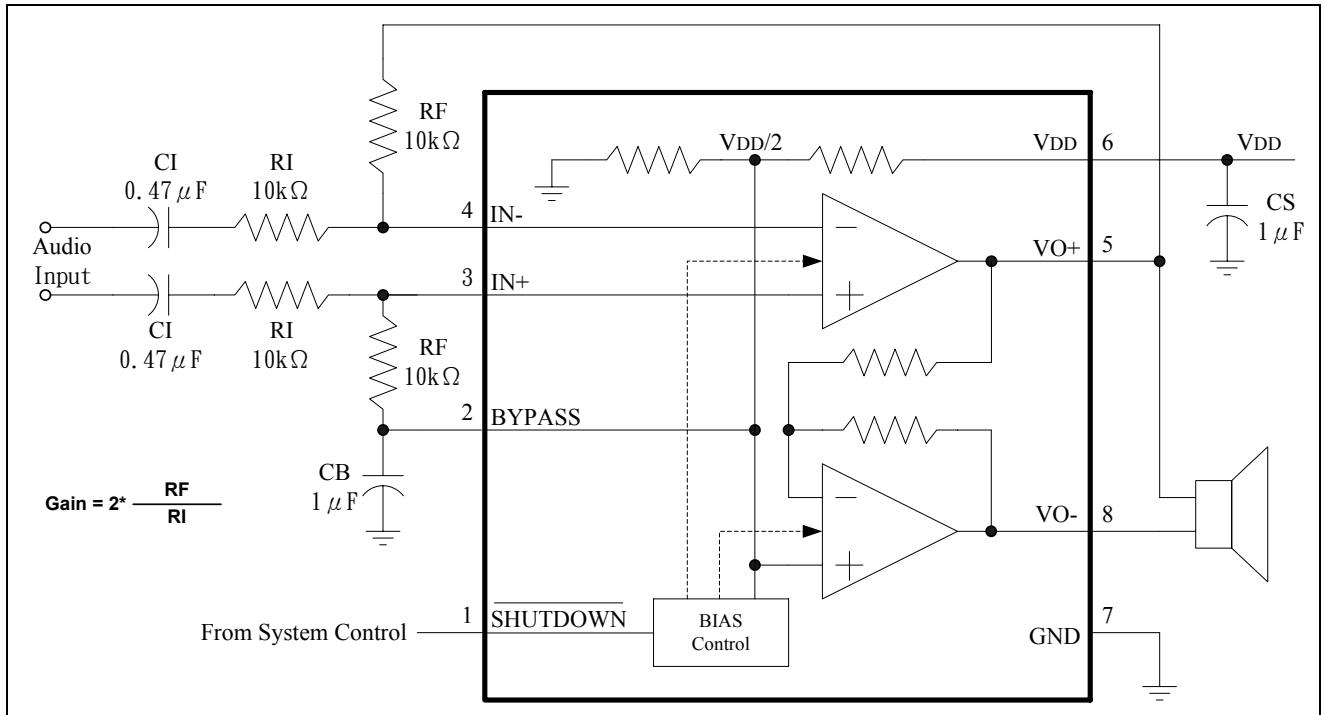 RF
10kΩ
VDD/2
VDD
6
VDD
CI
0.47μF
RI
10kΩ
4
IN-
CS
1μF
Audio
Input
VO+
5
3
IN+
CI
0.47μF
RI
10kΩ
RF
10kΩ
2
BYPASS
CB
1μF
Gain = 2* RF
RI
VO-
8
1
SHUTDOWN
From System Control
BIAS
Control
7
GND